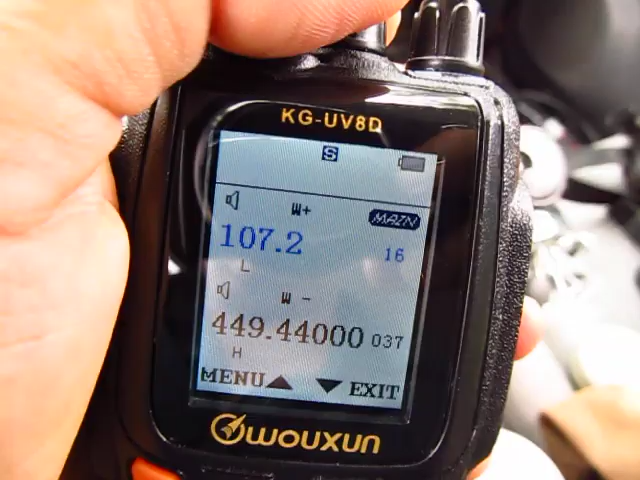 KG-UV8D
S
W+ MAIN
107.2 16
L
W -
449.44000 037
H
MENU EXIT
WOUXUN